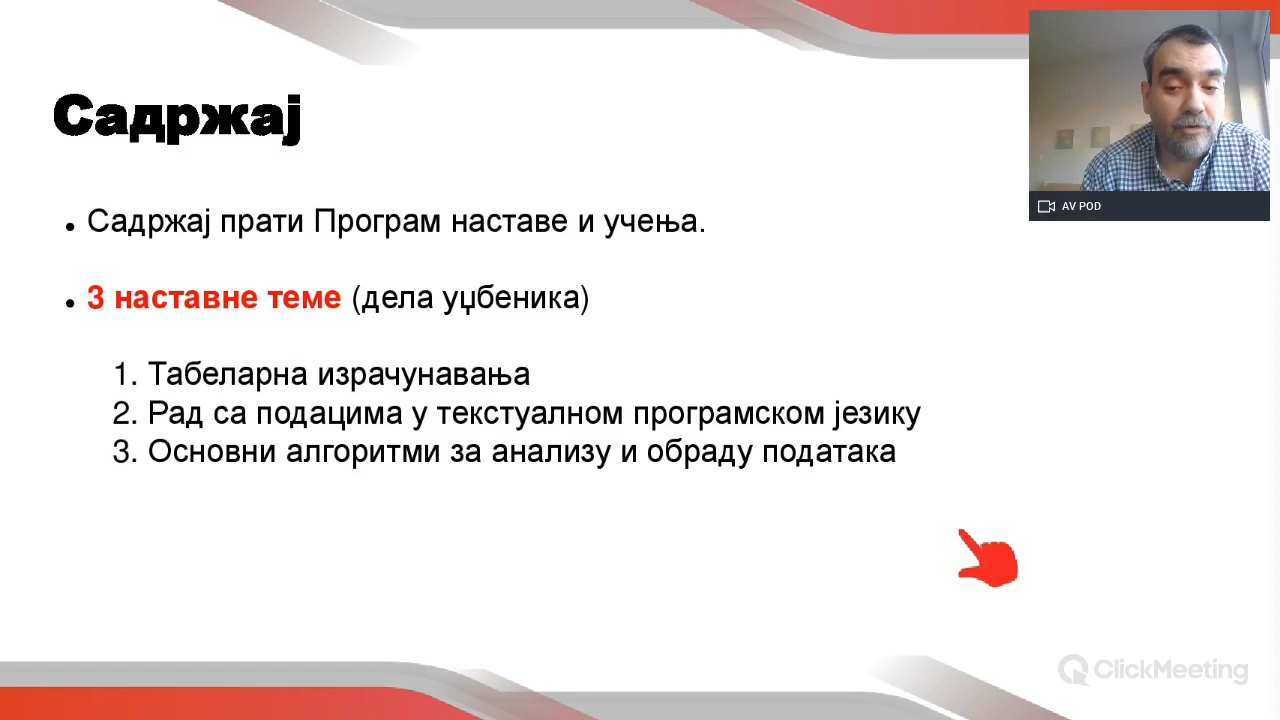 Садржај
AV POD
• Садржај прати Програм наставе и учења.
• 3 наставне теме (дела уџбеника)
1. Табеларна израчунавања
2. Рад са подацима у текстуалном програмском језику
3. Основни алгоритми за анализу и обраду података
ClickMeeting